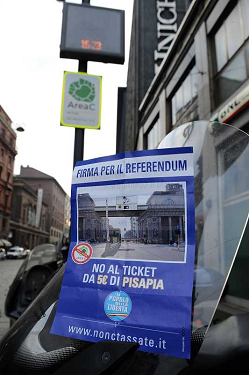 15:23
AreaC
FIRMA PER IL REFERENDUM
NO AL TICKET
DA 5€ DI PISAPIA
IL
POPOLO
DELLA
LIBERTÀ
www.nonctassate.it